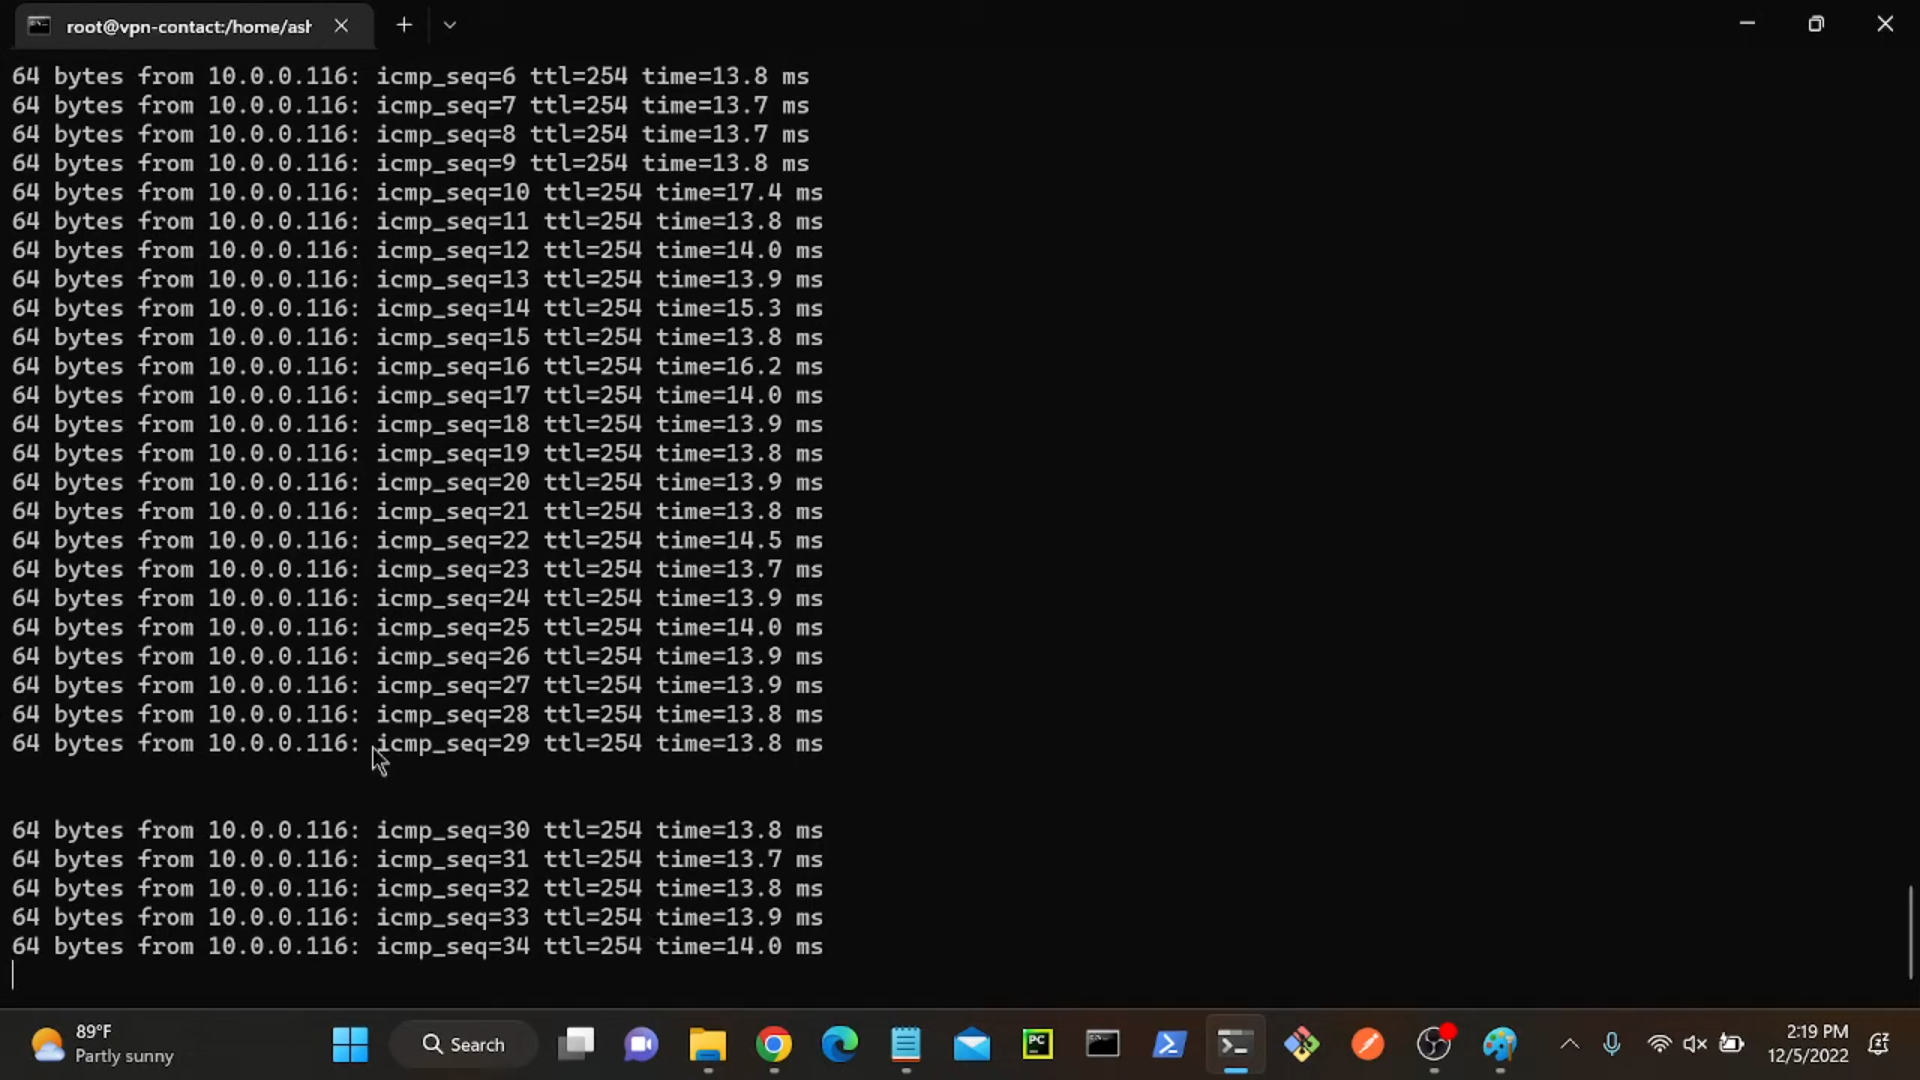 root@vpn-contact:/home/ash
64 bytes from 10.0.0.116: icmp_seq=6 ttl=254 time=13.8 ms
64 bytes from 10.0.0.116: icmp_seq=7 ttl=254 time=13.7 ms
64 bytes from 10.0.0.116: icmp_seq=8 ttl=254 time=13.7 ms
64 bytes from 10.0.0.116: icmp_seq=9 ttl=254 time=13.8 ms
64 bytes from 10.0.0.116: icmp_seq=10 ttl=254 time=17.4 ms
64 bytes from 10.0.0.116: icmp_seq=11 ttl=254 time=13.8 ms
64 bytes from 10.0.0.116: icmp_seq=12 ttl=254 time=14.0 ms
64 bytes from 10.0.0.116: icmp_seq=13 ttl=254 time=13.9 ms
64 bytes from 10.0.0.116: icmp_seq=14 ttl=254 time=15.3 ms
64 bytes from 10.0.0.116: icmp_seq=15 ttl=254 time=13.8 ms
64 bytes from 10.0.0.116: icmp_seq=16 ttl=254 time=16.2 ms
64 bytes from 10.0.0.116: icmp_seq=17 ttl=254 time=14.0 ms
64 bytes from 10.0.0.116: icmp_seq=18 ttl=254 time=13.9 ms
64 bytes from 10.0.0.116: icmp_seq=19 ttl=254 time=13.8 ms
64 bytes from 10.0.0.116: icmp_seq=20 ttl=254 time=13.9 ms
64 bytes from 10.0.0.116: icmp_seq=21 ttl=254 time=13.8 ms
64 bytes from 10.0.0.116: icmp_seq=22 ttl=254 time=14.5 ms
64 bytes from 10.0.0.116: icmp_seq=23 ttl=254 time=13.7 ms
64 bytes from 10.0.0.116: icmp_seq=24 ttl=254 time=13.9 ms
64 bytes from 10.0.0.116: icmp_seq=25 ttl=254 time=14.0 ms
64 bytes from 10.0.0.116: icmp_seq=26 ttl=254 time=13.9 ms
64 bytes from 10.0.0.116: icmp_seq=27 ttl=254 time=13.9 ms
64 bytes from 10.0.0.116: icmp_seq=28 ttl=254 time=13.8 ms
64 bytes from 10.0.0.116: icmp_seq=29 ttl=254 time=13.8 ms
64 bytes from 10.0.0.116: icmp_seq=30 ttl=254 time=13.8 ms
64 bytes from 10.0.0.116: icmp_seq=31 ttl=254 time=13.7 ms
64 bytes from 10.0.0.116: icmp_seq=32 ttl=254 time=13.8 ms
64 bytes from 10.0.0.116: icmp_seq=33 ttl=254 time=13.9 ms
64 bytes from 10.0.0.116: icmp_seq=34 ttl=254 time=14.0 ms
89°F
Partly sunny
Search
PC
2:19 PM
12/5/2022